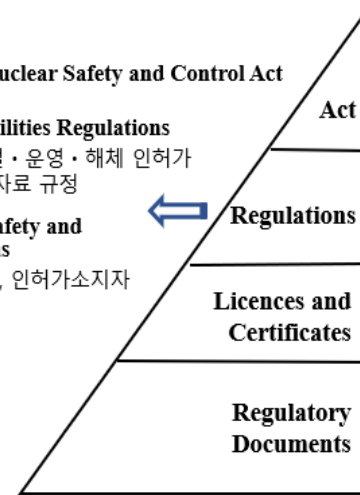 uclear Safety and Control Act
ilities Regulations
・운영・해체 인허가
자료 규정
afety and
s
, 인허가소지자
Act
Regulations
Licences and
Certificates
Regulatory
Documents